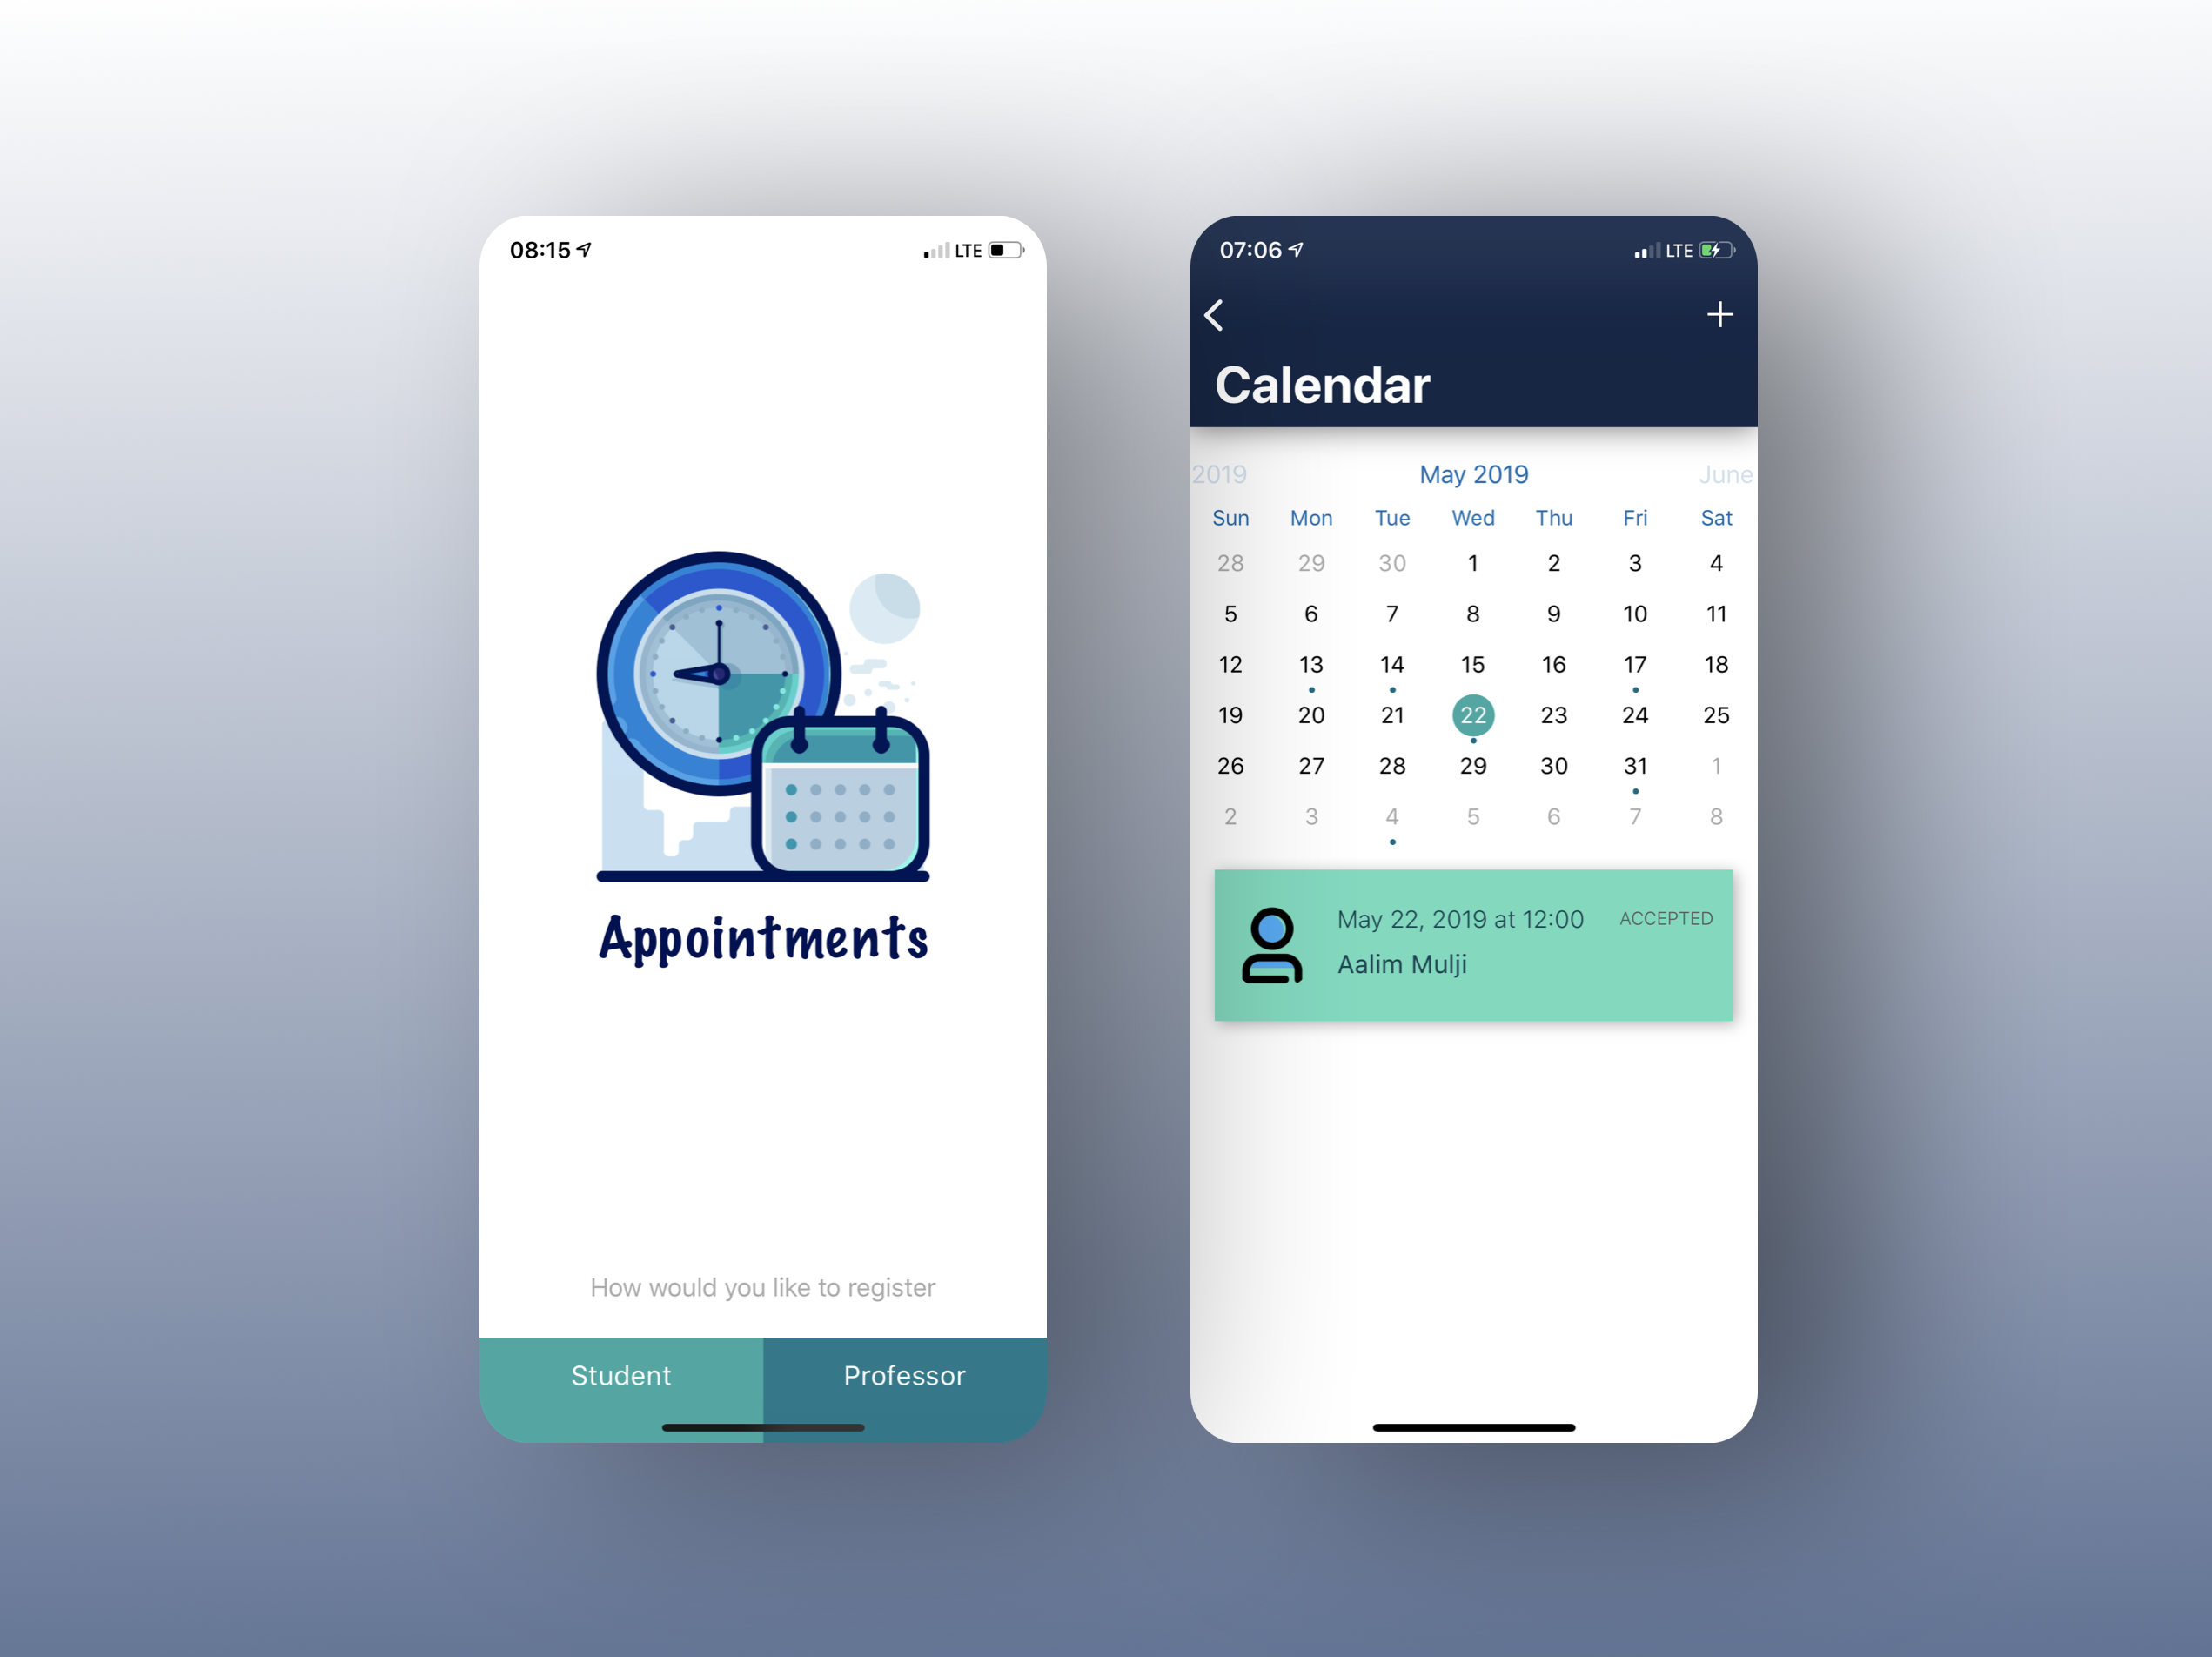 08:15
LTE
Appointments
How would you like to register
Student
Professor
07:06
LTE
Calendar
2019
May 2019
June
Sun Mon Tue Wed Thu Fri Sat
28 29 30 1 2 3 4
5 6 7 8 9 10 11
12 13 14 15 16 17 18
19 20 21 22 23 24 25
26 27 28 29 30 31 1
2 3 4 5 6 7 8
May 22, 2019 at 12:00
ACCEPTED
Aalim Mulji